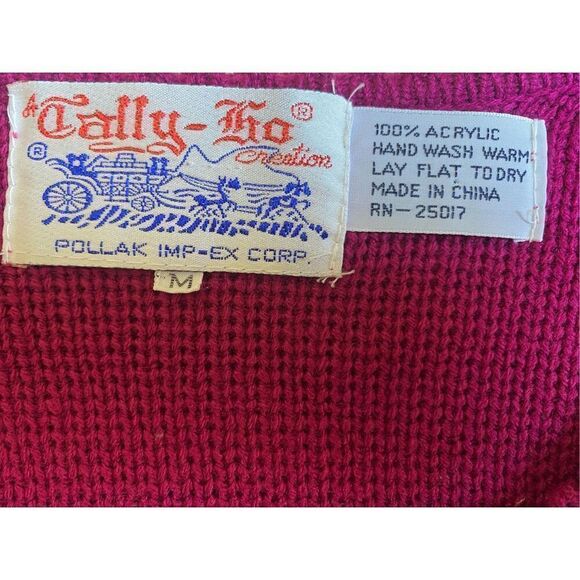 A Tally-Ho ®
Creation
®
POLLAK IMP-EX CORP.
M
100% ACRYLIC
HAND WASH WARM
LAY FLAT TO DRY
MADE IN CHINA
RN-25017